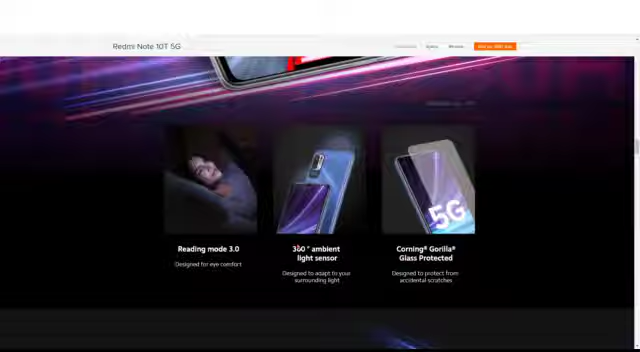 Redmi Note 10T 5G
5G
Reading mode 3.0
Designed for eye comfort
360° ambient
light sensor
Designed to adapt to your
surrounding light
Corning® Gorilla®
Glass Protected
Designed to protect from
accidental scratches